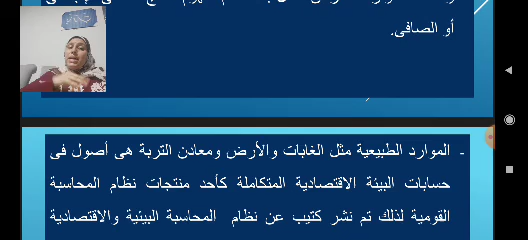 أو الصافى.
- الموارد الطبيعية مثل الغابات والأرض ومعادن التربة هى أصول فى
حسابات البيئة الاقتصادية المتكاملة كأحد منتجات نظام المحاسبة
القومية لذلك تم نشر كتيب عن نظام المحاسبة البيئية والاقتصادية